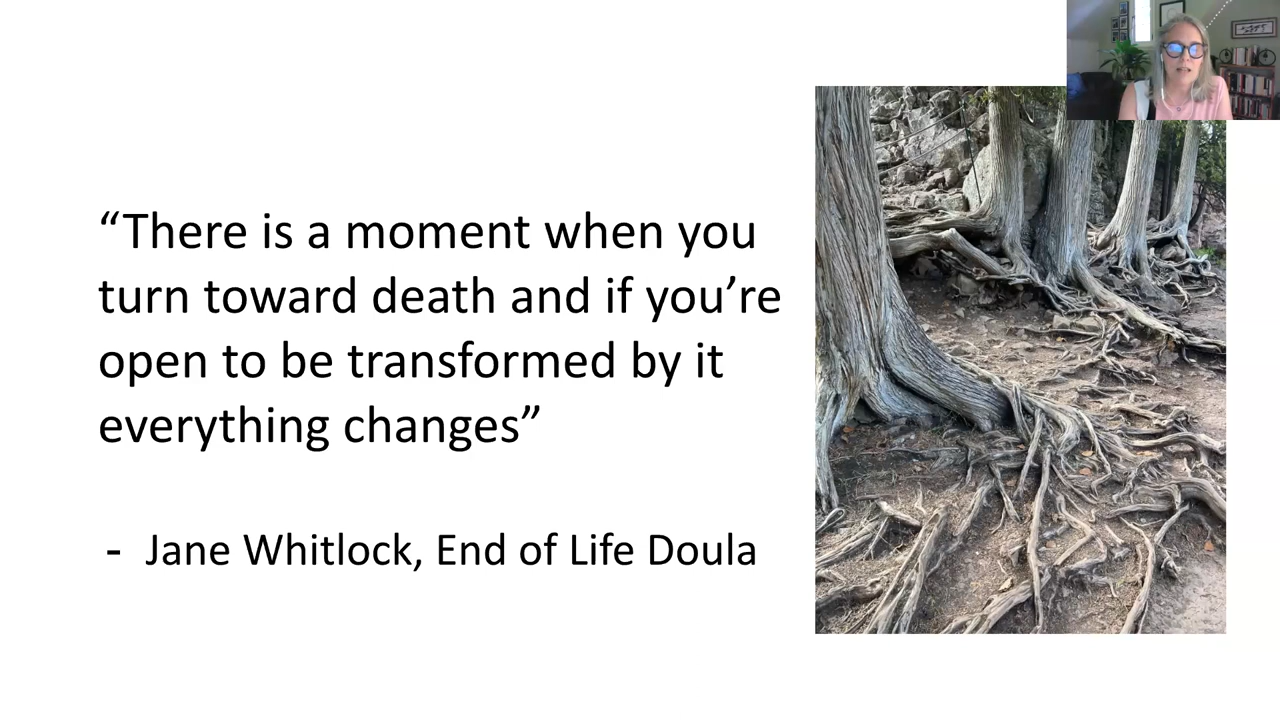 “There is a moment when you
turn toward death and if you’re
open to be transformed by it
everything changes”
- Jane Whitlock, End of Life Doula